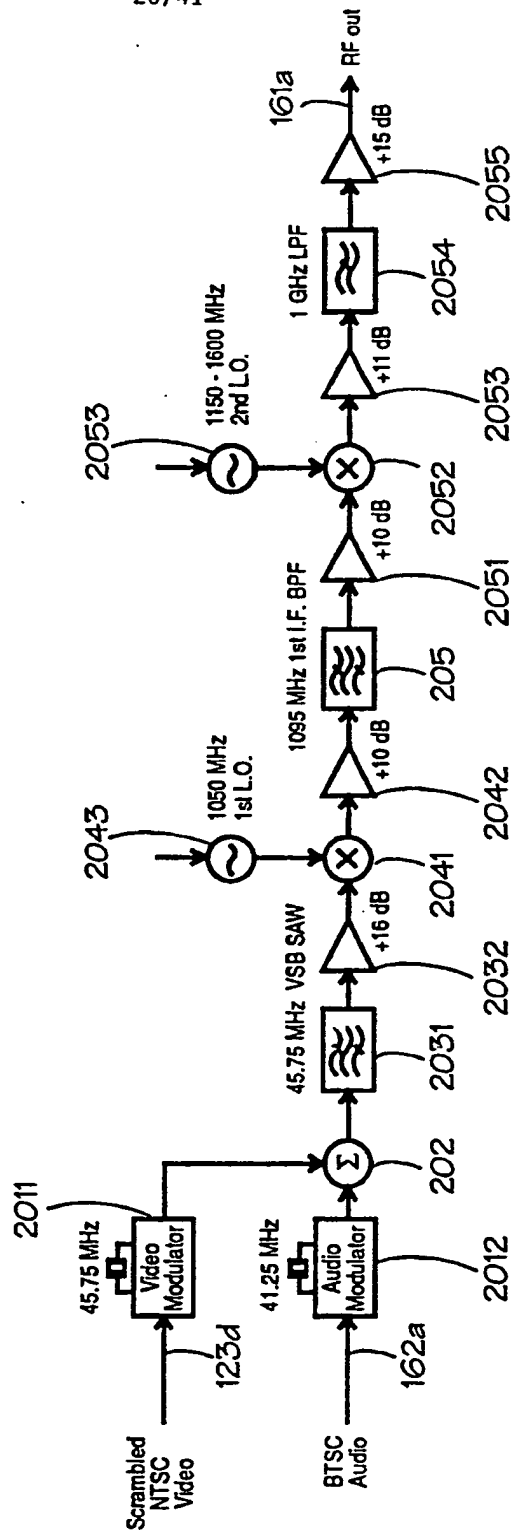 20/41
Scrambled
NTSC
Video
123d
45.75 MHz
Video
Modulator
2011
BTSC
Audio
162a
41.25 MHz
Audio
Modulator
2012
Σ
202
45.75 MHz VSB SAW
2031
+16 dB
2032
2043
1050 MHz
1st L.O.
2041
+10 dB
2042
1095 MHz 1st I.F. BPF
205
+10 dB
2051
2053
1150 - 1600 MHz
2nd L.O.
2052
+11 dB
2053
1 GHz LPF
2054
+15 dB
2055
161a
RF out